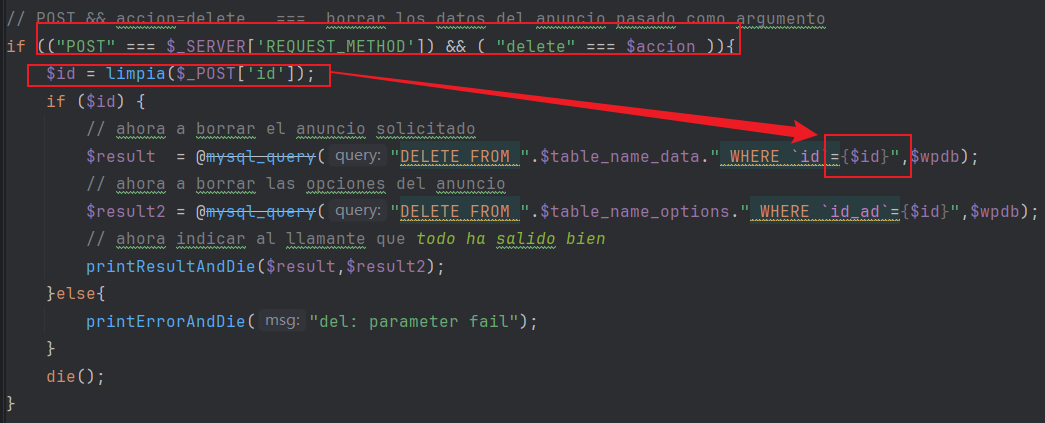 // POST && accion=delete   ===  borrar los datos del anuncio pasado como argumento
if (("POST" === $_SERVER['REQUEST_METHOD']) && ( "delete" === $accion )){
    $id = limpia($_POST['id']);
    if ($id) {
        // ahora a borrar el anuncio solicitado
        $result  = @mysql_query( query: "DELETE FROM ".$table_name_data." WHERE `id`={$id}",$wpdb);
        // ahora a borrar las opciones del anuncio
        $result2 = @mysql_query( query: "DELETE FROM ".$table_name_options." WHERE `id_ad`={$id}",$wpdb);
        // ahora indicar al llamante que todo ha salido bien
        printResultAndDie($result,$result2);
    }else{
        printErrorAndDie( msg: "del: parameter fail");
    }
    die();
}